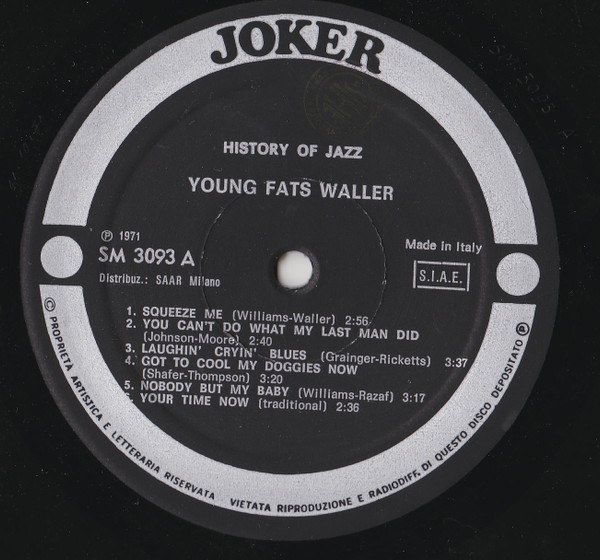 JOKER
HISTORY OF JAZZ
YOUNG FATS WALLER
℗ 1971
SM 3093 A
Distribuz.: SAAR Milano
Made in Italy
S.I.A.E.
1. SQUEEZE ME (Williams-Waller) 2:56
2. YOU CAN'T DO WHAT MY LAST MAN DID
(Johnson-Moore) 2:40
3. LAUGHIN' CRYIN' BLUES (Grainger-Ricketts) 3:37
4. GOT TO COOL MY DOGGIES NOW
(Shafer-Thompson) 3:20
5. NOBODY BUT MY BABY (Williams-Razaf) 3:17
6. YOUR TIME NOW (traditional) 2:36
© PROPRIETA ARTISTICA E LETTERARIA RISERVATA VIETATA RIPRODUZIONE E RADIODIFF. DI QUESTO DISCO DEPOSITATO ℗